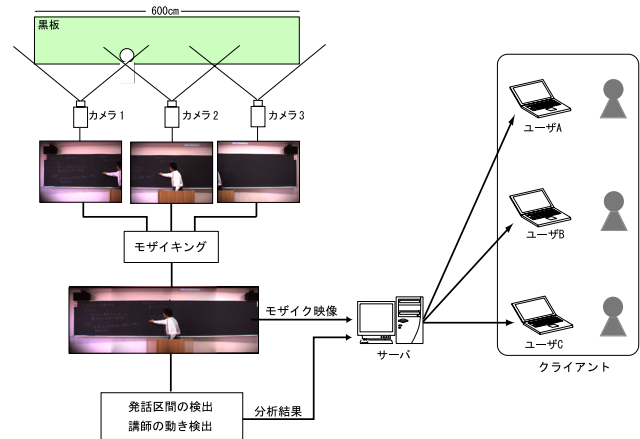 600cm
黒板
カメラ1
カメラ2
カメラ3
モザイキング
モザイク映像
発話区間の検出
講師の動き検出
分析結果
サーバ
ユーザA
ユーザB
ユーザC
クライアント